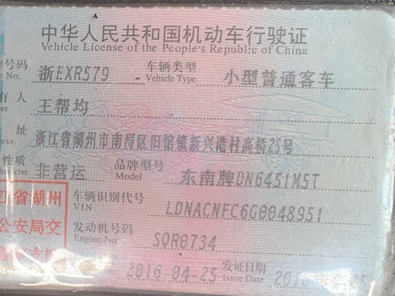 中华人民共和国机动车行驶证
Vehicle License of the People's Republic of China
号码 浙EXR579 车辆类型 小型普通客车
No. Vehicle Type
有人 王帮均
址 浙江省湖州市南浔区旧馆镇新兴港村高桥25号
性质 非营运 品牌型号 东南牌DN6451M5T
Model
省湖州 车辆识别代号 LDNACNFC6G0048951
VIN
公安局交 发动机号码 SQR0734
Engine No.
2016-04-25 发证日期
Issue Date